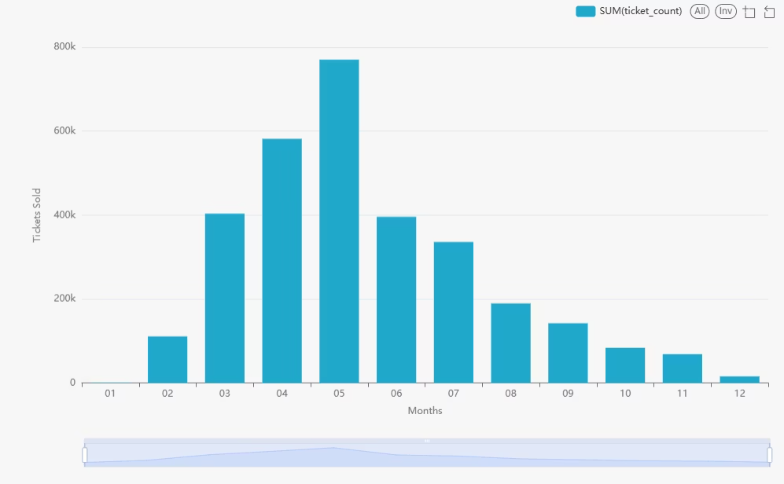 SUM(ticket_count) All Inv
800k
600k
400k
200k
0
Tickets Sold
01 02 03 04 05 06 07 08 09 10 11 12
Months